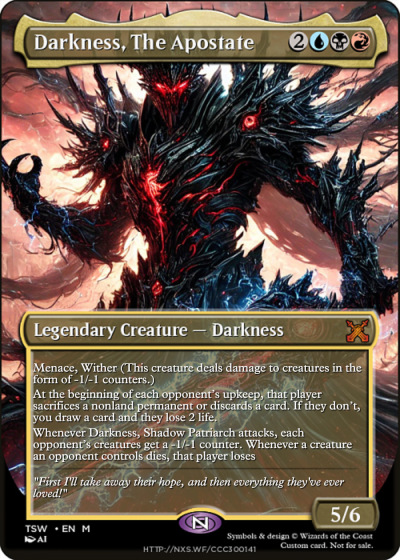 Darkness, The Apostate 2
Legendary Creature — Darkness
Menace, Wither (This creature deals damage to creatures in the
form of -1/-1 counters.)
At the beginning of each opponent's upkeep, that player
sacrifices a nonland permanent or discards a card. If they don't,
you draw a card and they lose 2 life.
Whenever Darkness, Shadow Patriarch attacks, each
opponent's creatures get a -1/-1 counter. Whenever a creature
an opponent controls dies, that player loses
"First I'll take away their hope, and then everything they've ever
loved!"
5/6
TSW • EN M
AI
Symbols & design © Wizards of the Coast
Custom card. Not for sale.
HTTP://NXS.WF/CCC300141